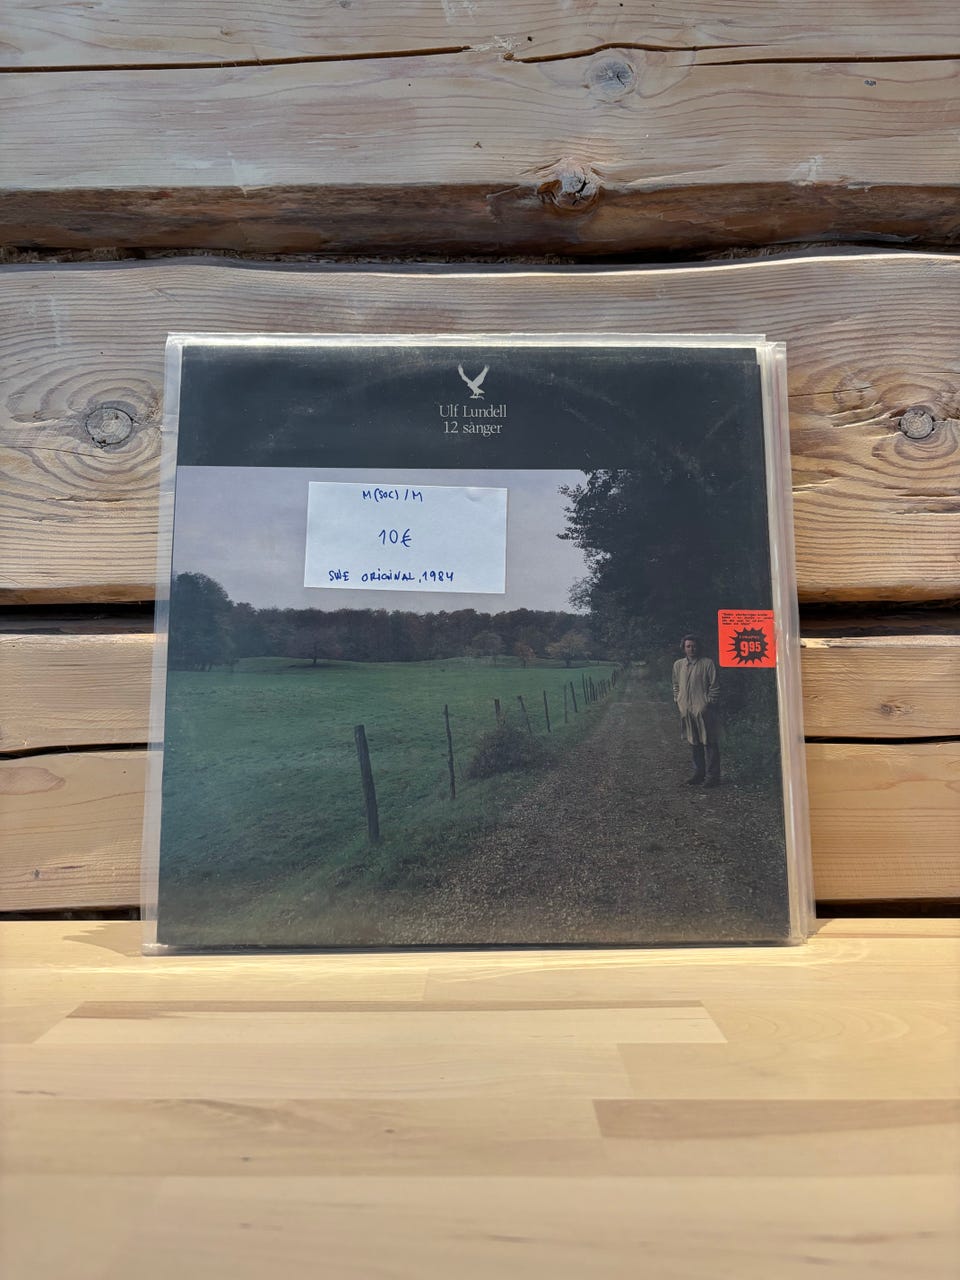 Ulf Lundell
12 sånger
M(SOC) / M
10€
SWE ORIGINAL, 1984
9 95